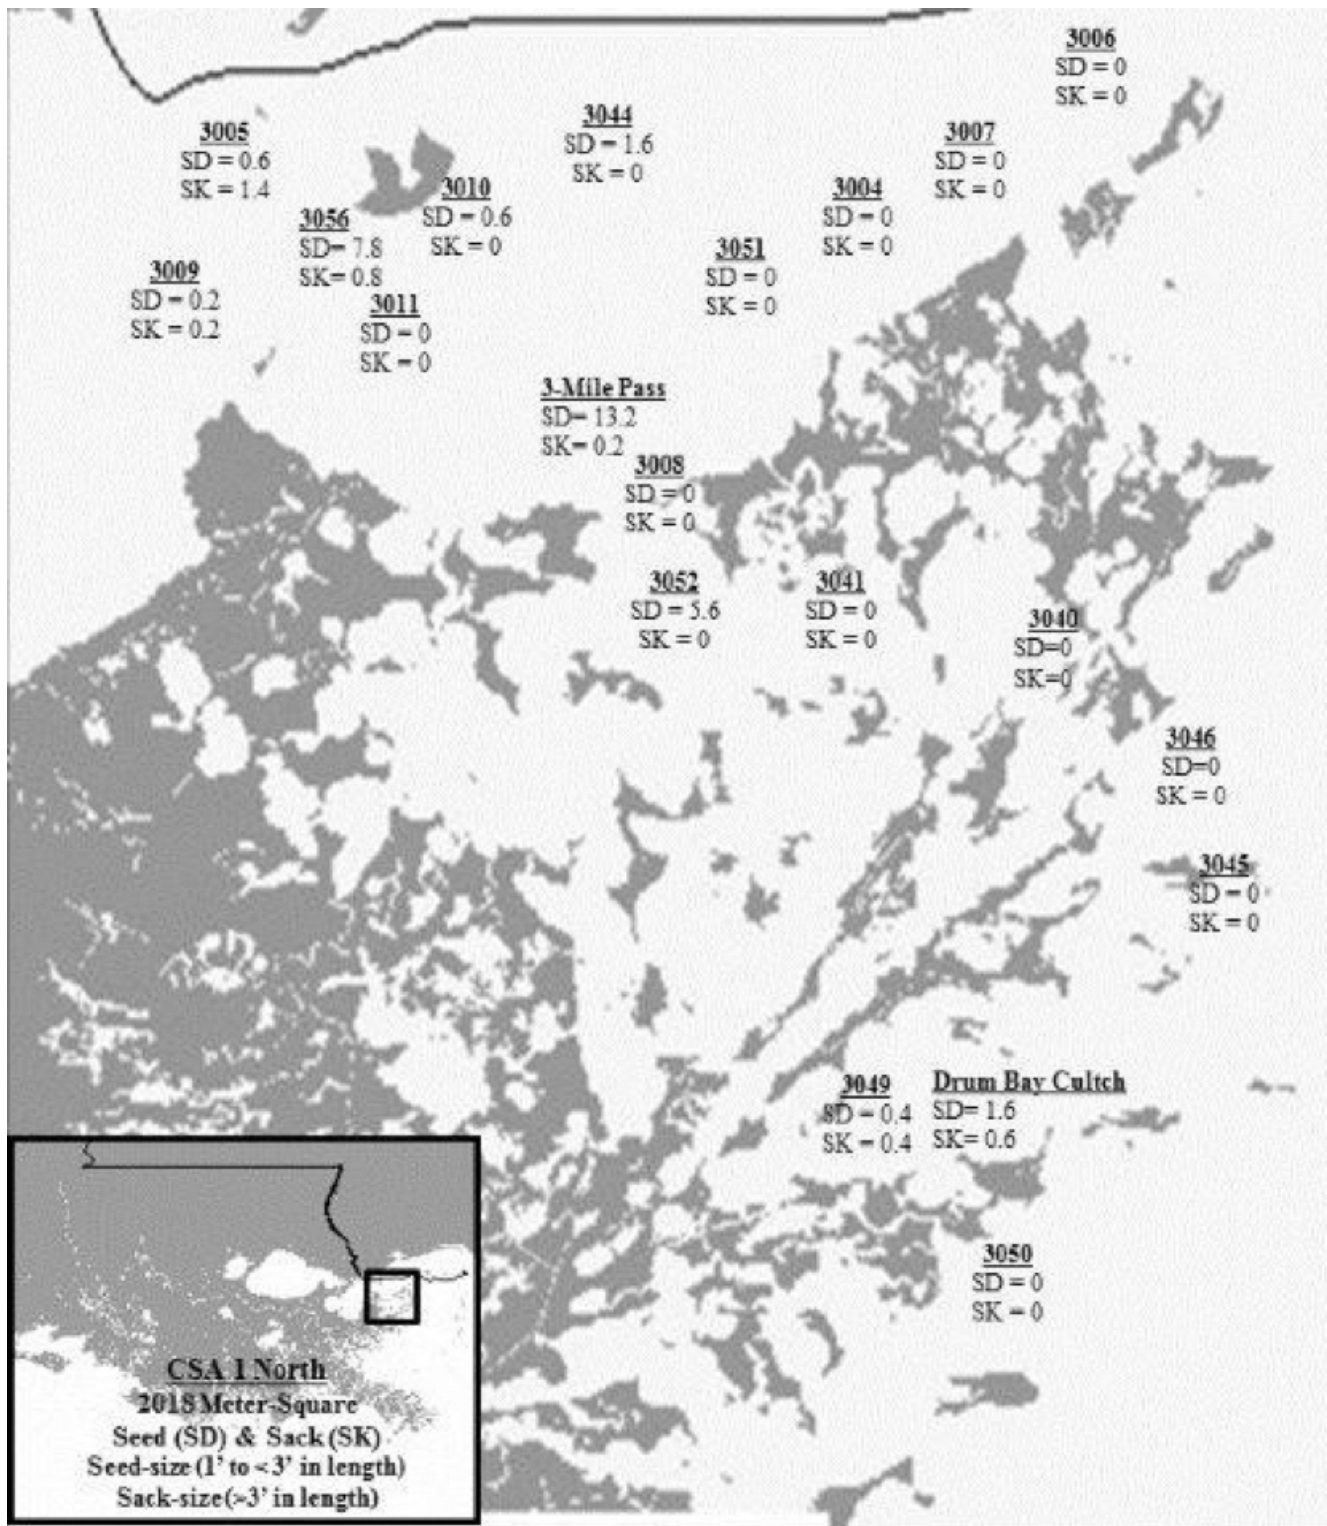 3006
SD = 0
SK = 0
3005
SD = 0.6
SK = 1.4
3044
SD = 1.6
SK = 0
3007
SD = 0
SK = 0
3010
SD = 0.6
SK = 0
3004
SD = 0
SK = 0
3056
SD= 7.8
SK= 0.8
3051
SD = 0
SK = 0
3009
SD = 0.2
SK = 0.2
3011
SD = 0
SK = 0
3-Mile Pass
SD= 13.2
SK= 0.2
3008
SD = 0
SK = 0
3052
SD = 5.6
SK = 0
3041
SD = 0
SK = 0
3040
SD=0
SK=0
3046
SD=0
SK = 0
3045
SD = 0
SK = 0
3049
SD = 0.4
SK = 0.4
Drum Bay Cultch
SD= 1.6
SK= 0.6
3050
SD = 0
SK = 0
CSA 1 North
2018 Meter-Square
Seed (SD) & Sack (SK)
Seed-size (1’ to <3’ in length)
Sack-size (>3’ in length)